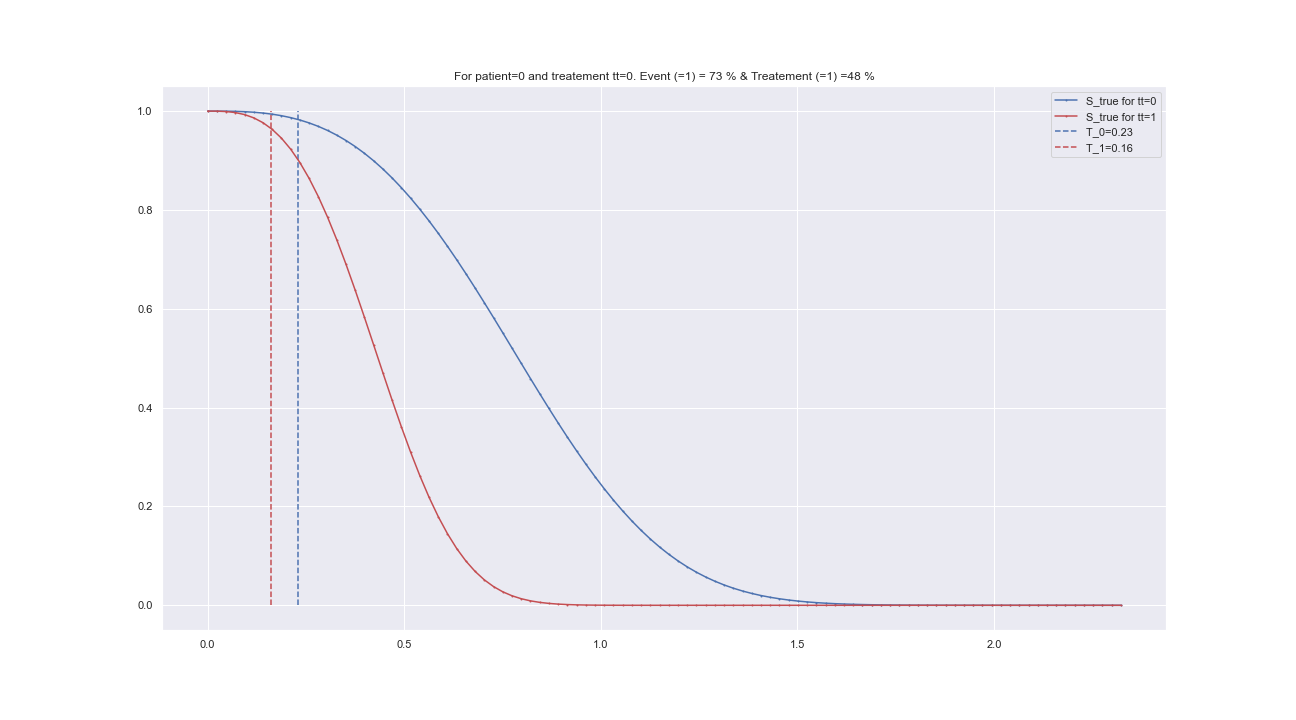 For patient=0 and treatement tt=0. Event (=1) = 73 % & Treatement (=1) =48 %
S_true for tt=0
S_true for tt=1
T_0=0.23
T_1=0.16
1.0
0.8
0.6
0.4
0.2
0.0
0.0 0.5 1.0 1.5 2.0